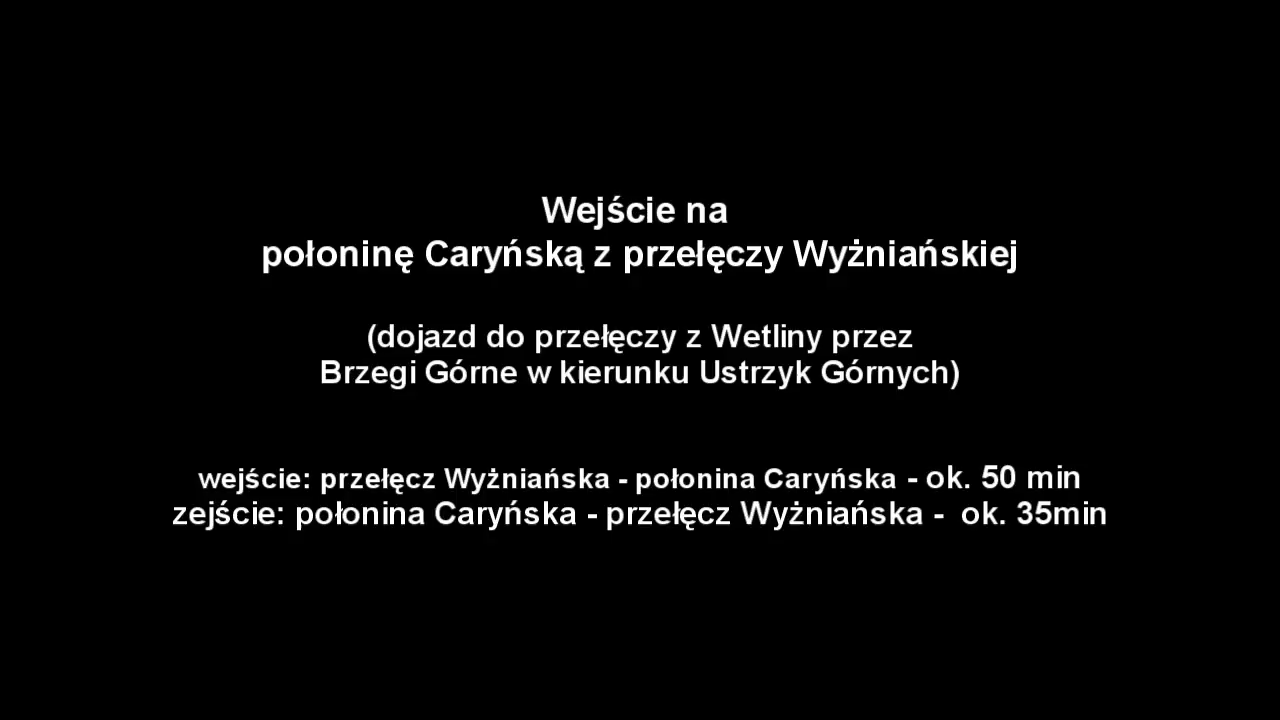 Wejście na
połoninę Caryńską z przełęczy Wyżniańskiej
(dojazd do przełęczy z Wetliny przez
Brzegi Górne w kierunku Ustrzyk Górnych)
wejście: przełęcz Wyżniańska - połonina Caryńska - ok. 50 min
zejście: połonina Caryńska - przełęcz Wyżniańska - ok. 35min